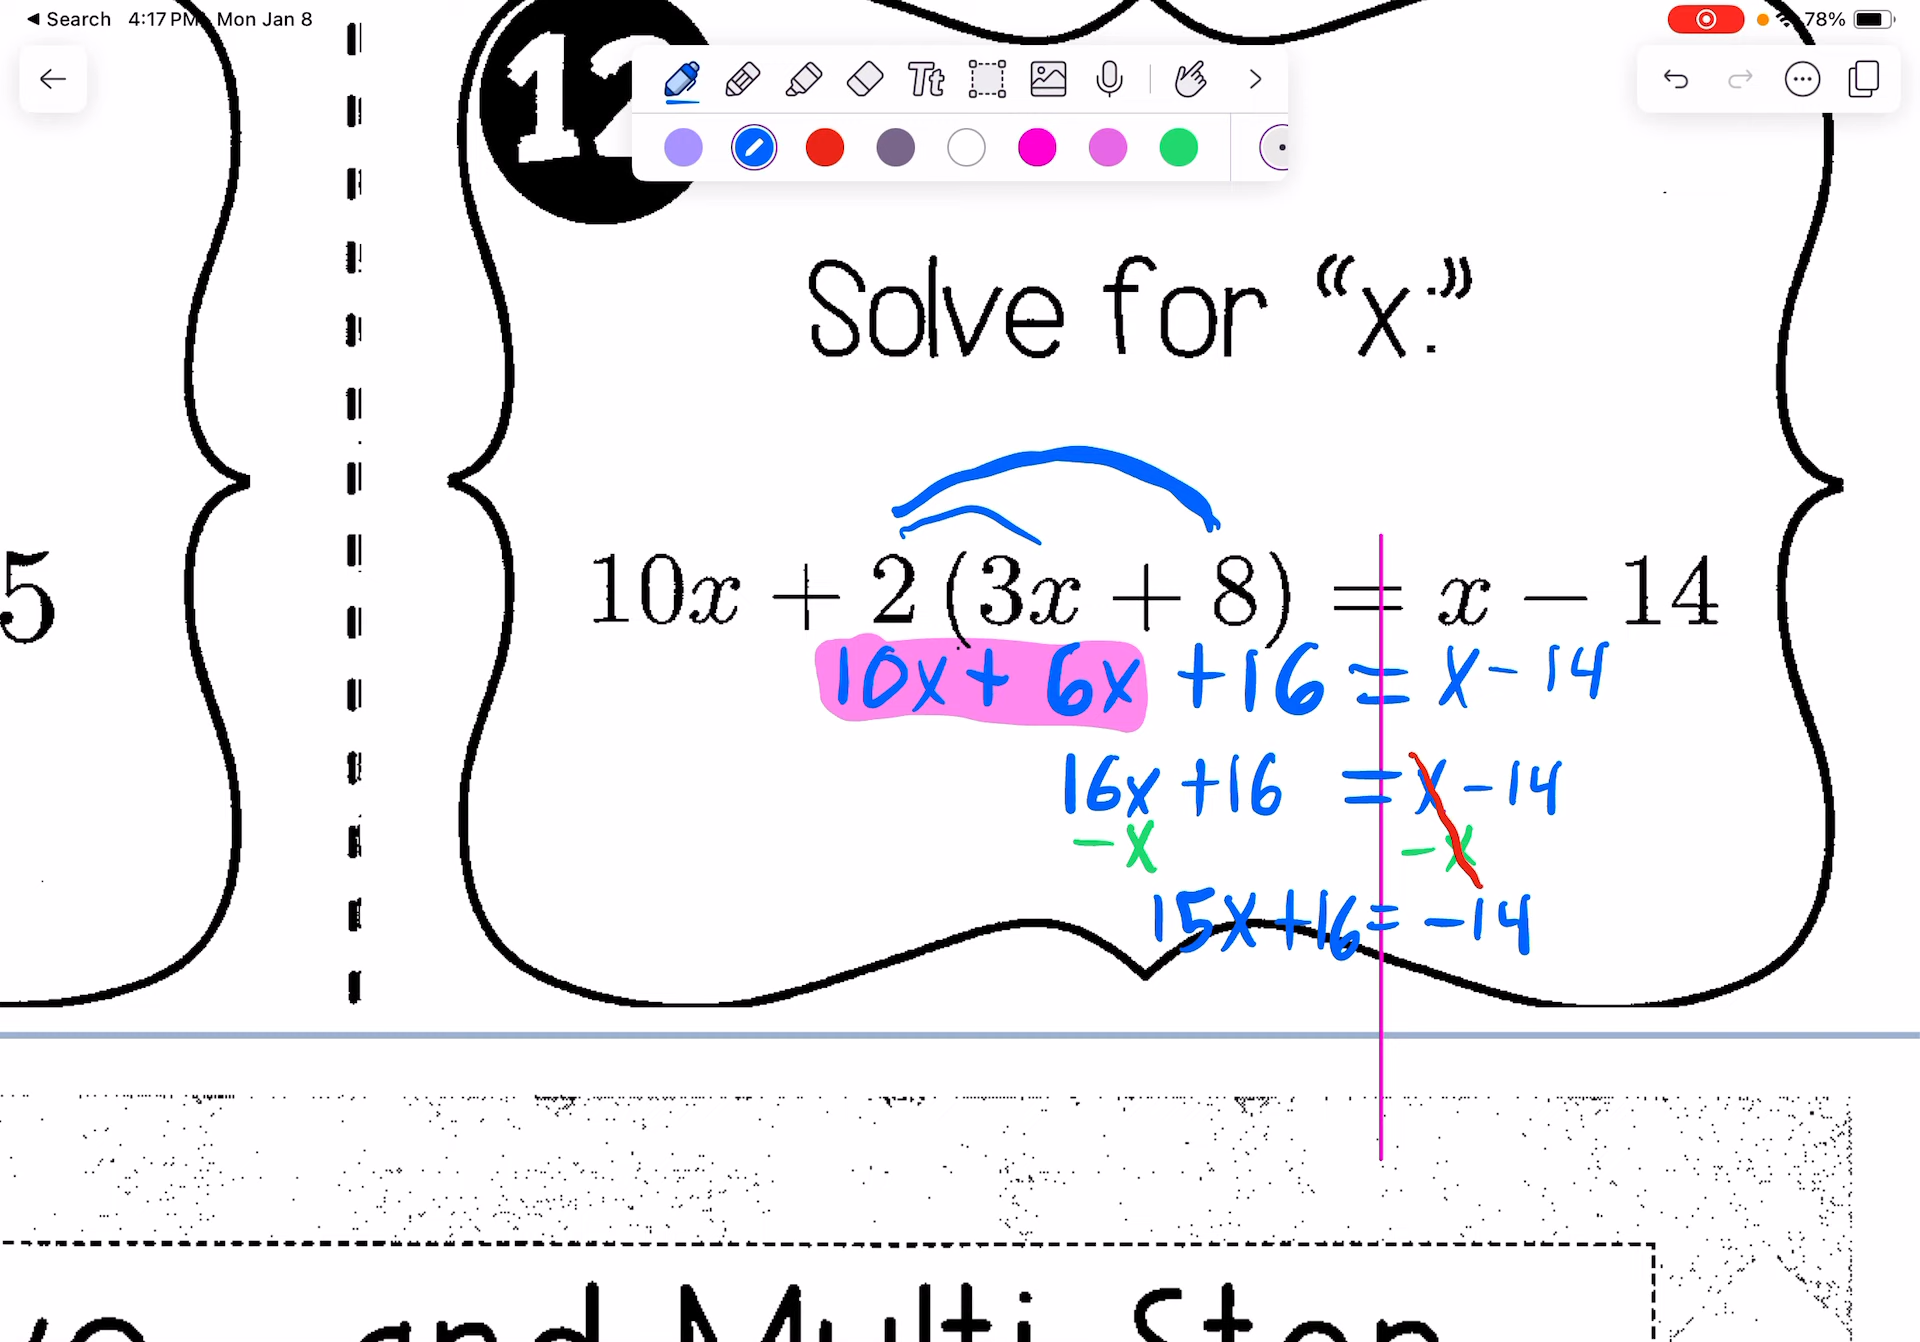 ◀ Search 4:17 PM Mon Jan 8 78%
12
Tt
Solve for “x:”
5
10x + 2(3x + 8) = x − 14
10x + 6x + 16 = x − 14
16x + 16 = x − 14
− x − x
15x + 16 = − 14
and Multi Step